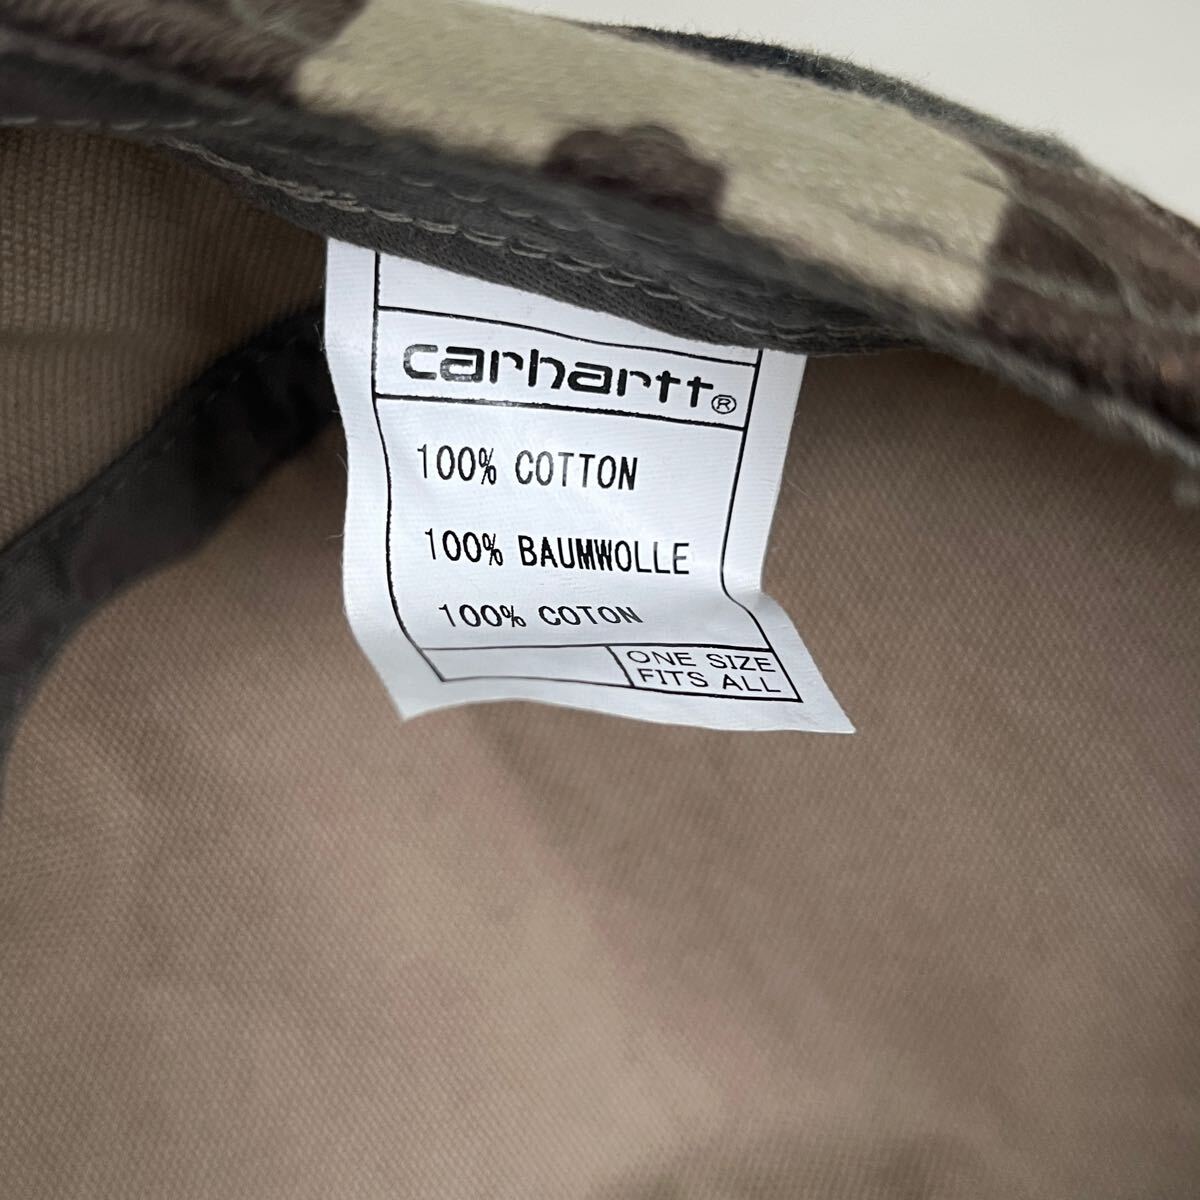 carhartt®
100% COTTON
100% BAUMWOLLE
100% COTON
ONE SIZE
FITS ALL